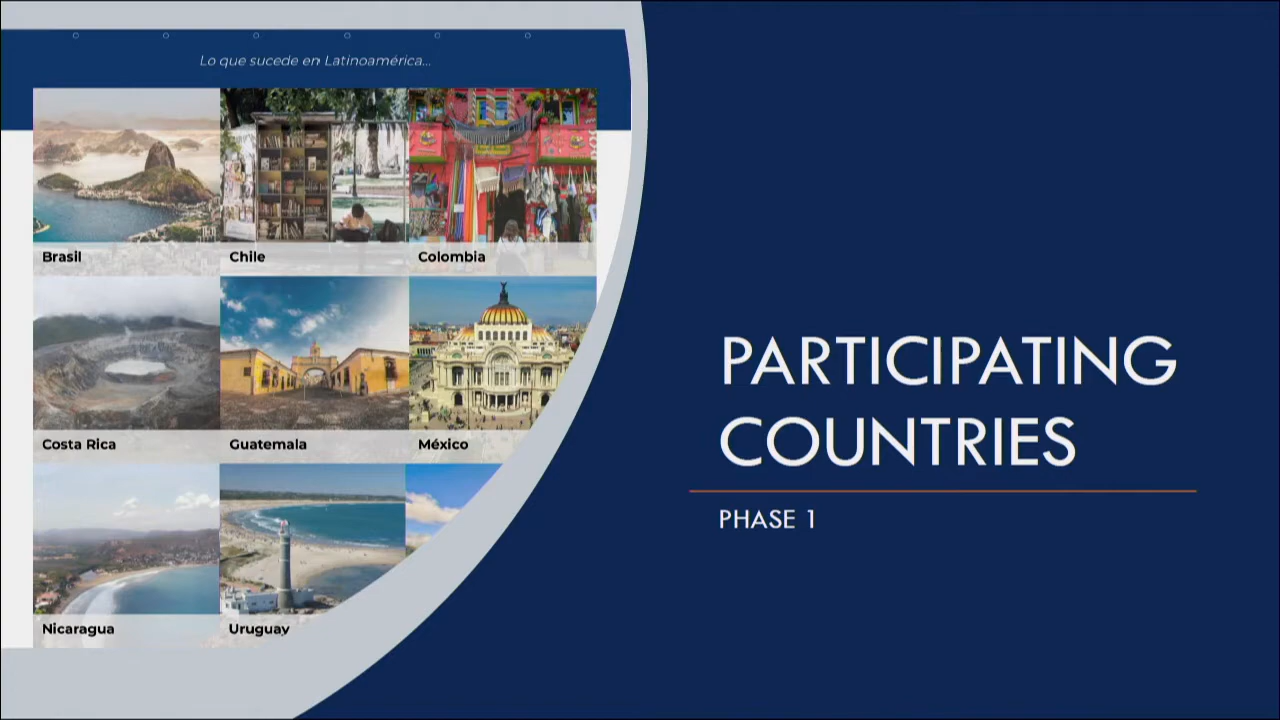 Lo que sucede en Latinoamérica...
Brasil
Chile
Colombia
Costa Rica
Guatemala
México
Nicaragua
Uruguay
PARTICIPATING
COUNTRIES
PHASE 1